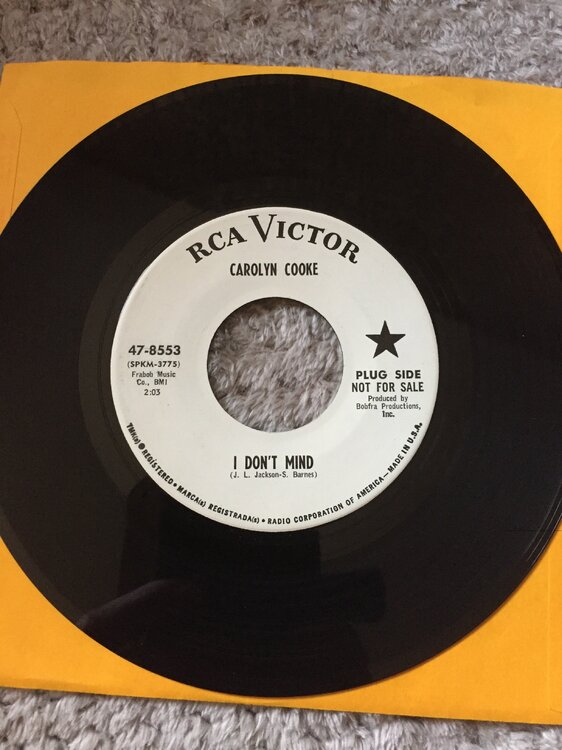 RCA VICTOR
CAROLYN COOKE
47-8553
(SPKM-3775)
Frabob Music
Co., BMI
2:03
★
PLUG SIDE
NOT FOR SALE
Produced by
Bobfra Productions,
Inc.
I DON'T MIND
(J. L. Jackson-S. Barnes)
TMK(s) ® REGISTERED • MARCA(s) REGISTRADA(s) • RADIO CORPORATION OF AMERICA—MADE IN U.S.A.